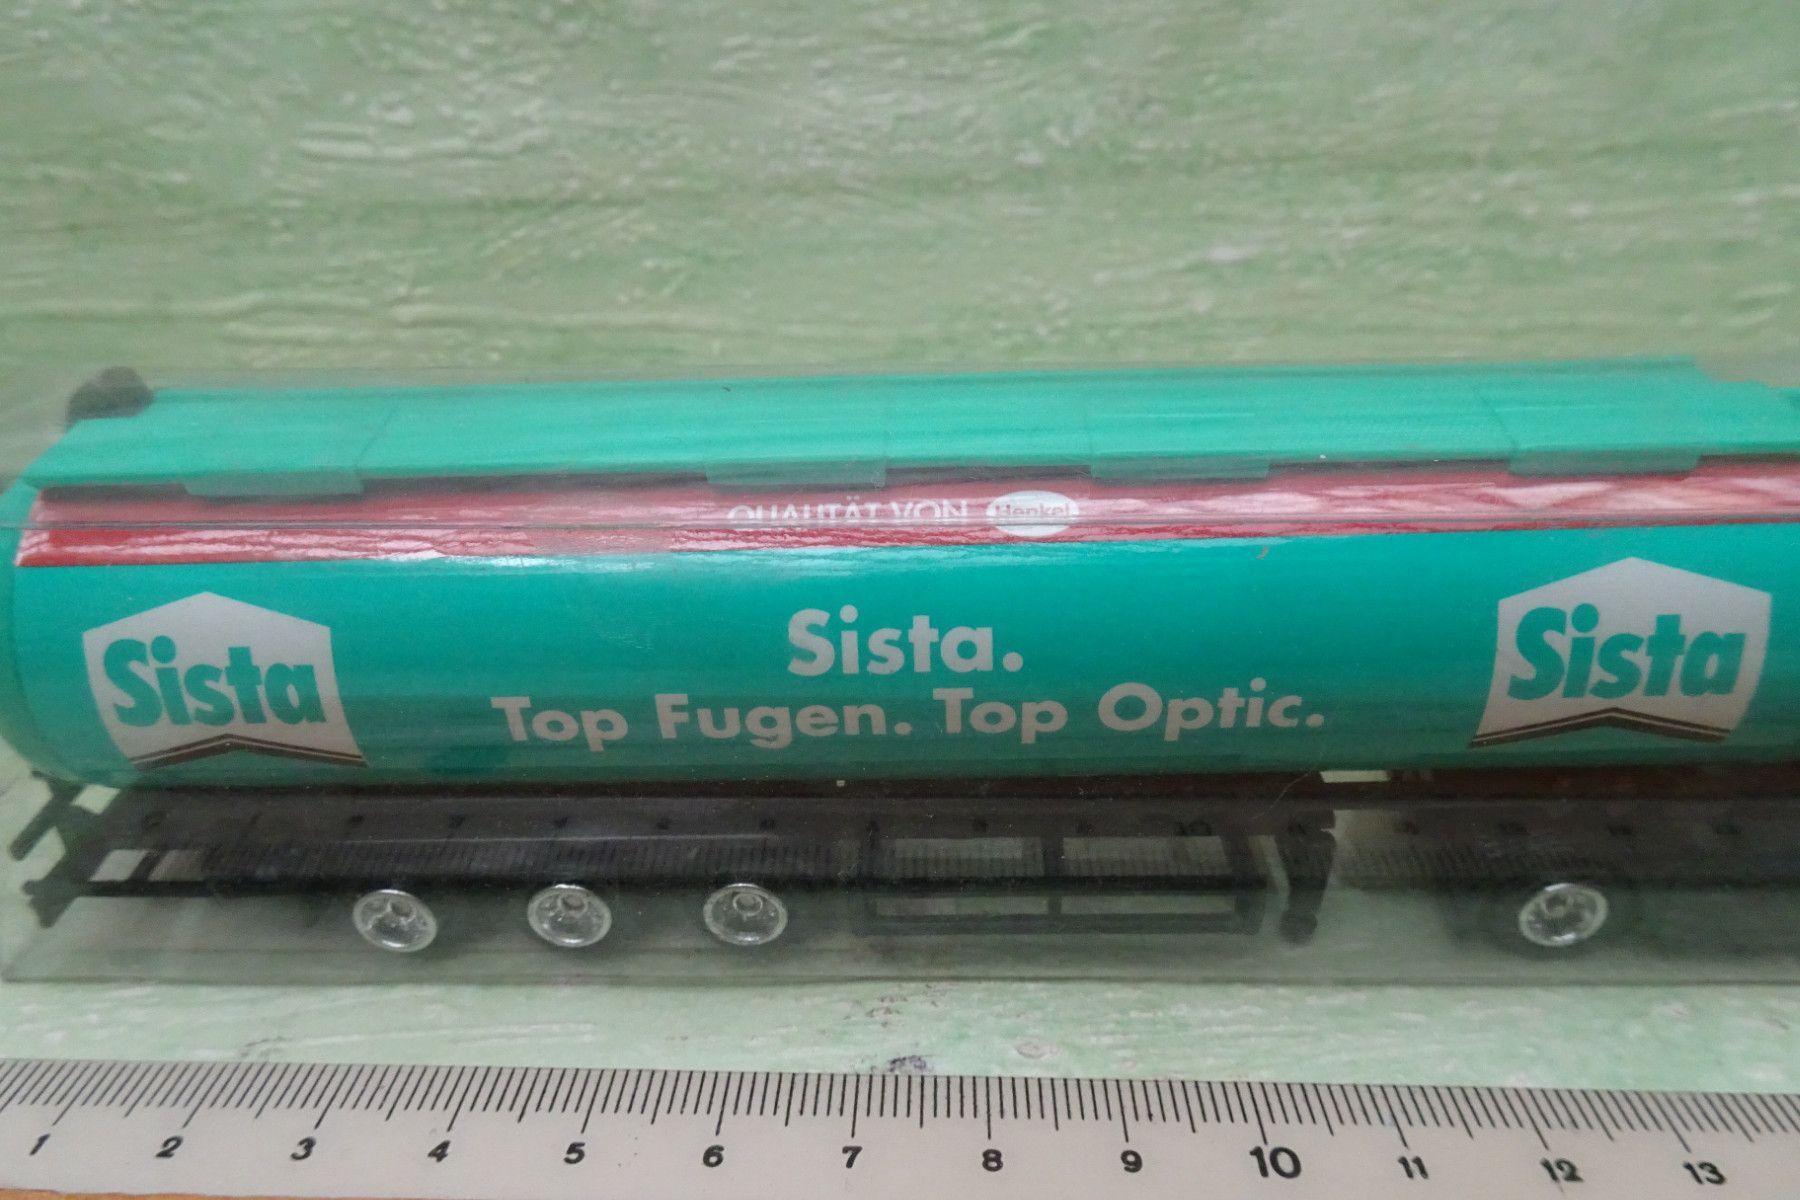 QUALITÄT VON Henkel
Sista
Sista.
Top Fugen. Top Optic.
Sista
1 2 3 4 5 6 7 8 9 10 11 12 13